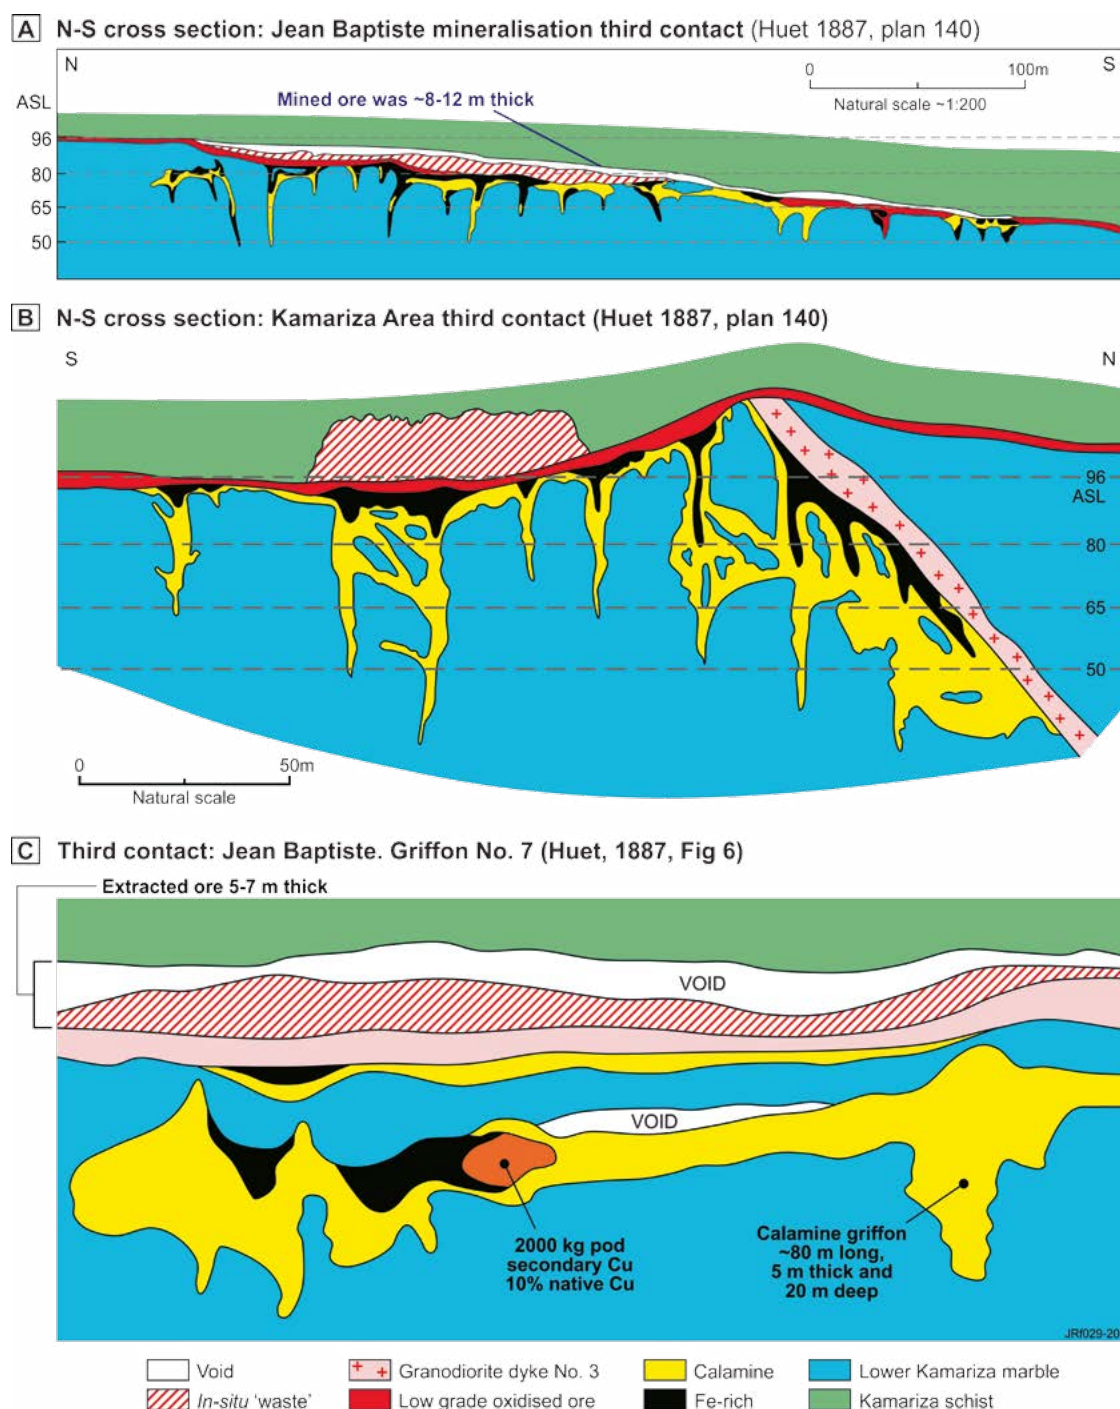 A N-S cross section: Jean Baptiste mineralisation third contact (Huet 1887, plan 140)
N
S
0 100m
Natural scale ~1:200
ASL
Mined ore was ~8-12 m thick
96
80
65
50
B N-S cross section: Kamariza Area third contact (Huet 1887, plan 140)
S
N
96
ASL
80
65
50
0 50m
Natural scale
C Third contact: Jean Baptiste. Griffon No. 7 (Huet, 1887, Fig 6)
Extracted ore 5-7 m thick
VOID
VOID
2000 kg pod
secondary Cu
10% native Cu
Calamine griffon
~80 m long,
5 m thick and
20 m deep
JRf029-20
Void
Granodiorite dyke No. 3
Calamine
Lower Kamariza marble
In-situ 'waste'
Low grade oxidised ore
Fe-rich
Kamariza schist